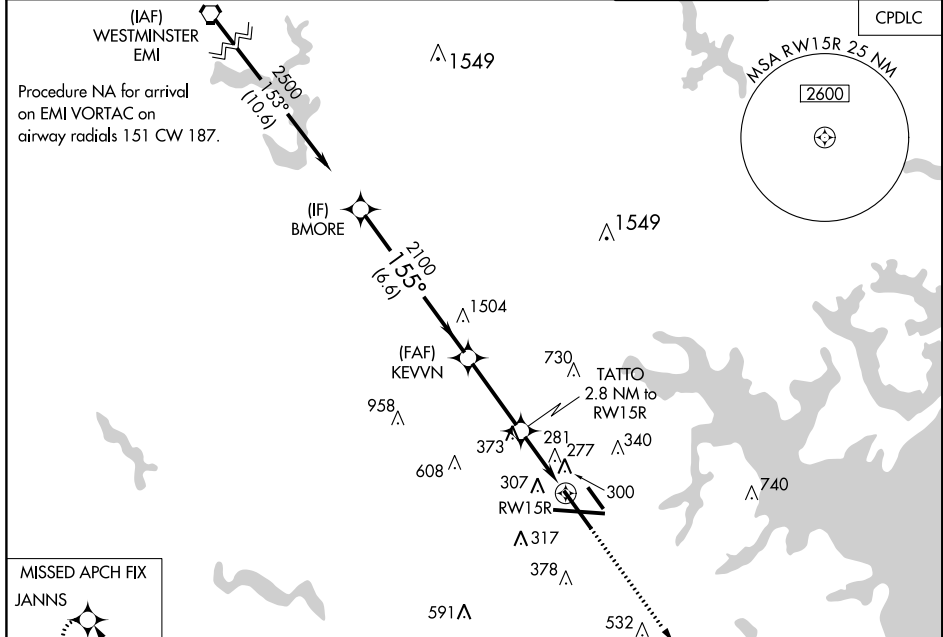 (IAF)
WESTMINSTER
EMI
Procedure NA for arrival
on EMI VORTAC on
airway radials 151 CW 187.
2500
153°
(10.6)
1549
CPDLC
MSA RW15R 25 NM
2600
(IF)
BMORE
2100
155°
(6.6)
1549
1504
(FAF)
KEVVN
730
TATTO
2.8 NM to
RW15R
958
373
281
277
340
608
307
300
740
RW15R
317
378
591
532
MISSED APCH FIX
JANNS